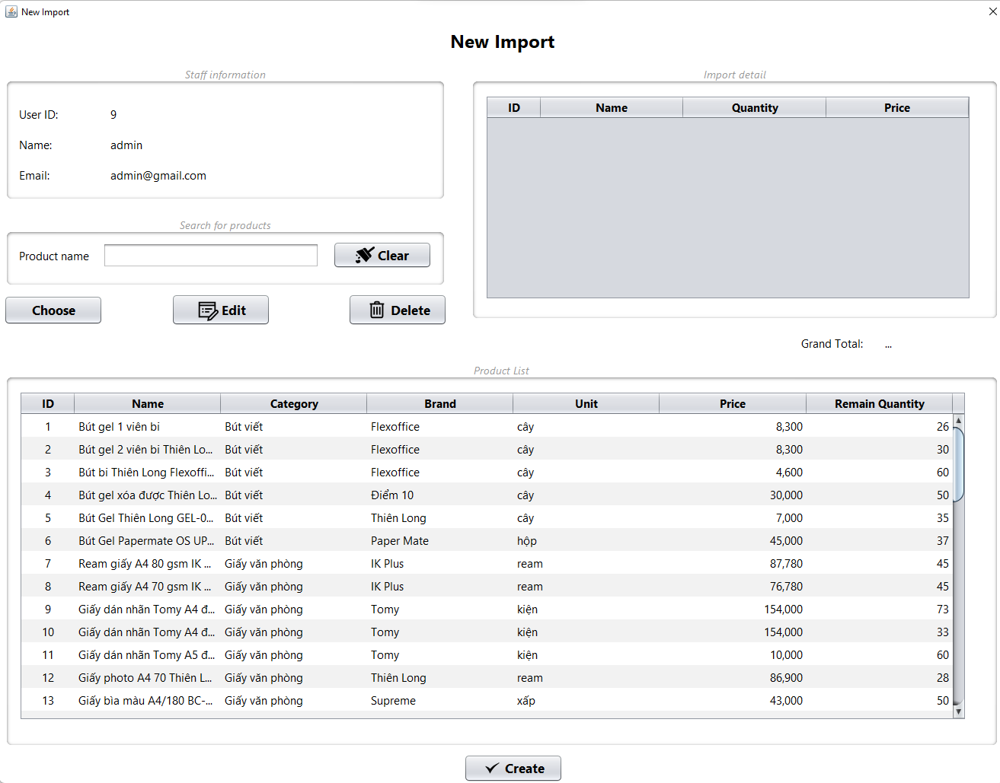 New Import
New Import
Staff information
User ID: 9
Name: admin
Email: admin@gmail.com
Search for products
Product name
Clear
Choose
Edit
Delete
Import detail
ID Name Quantity Price
Grand Total: ...
Product List
ID Name Category Brand Unit Price Remain Quantity
1 Bút gel 1 viên bi Bút viết Flexoffice cây 8,300 26
2 Bút gel 2 viên bi Thiên Lo... Bút viết Flexoffice cây 8,300 30
3 Bút bi Thiên Long Flexoffi... Bút viết Flexoffice cây 4,600 60
4 Bút gel xóa được Thiên Lo... Bút viết Điểm 10 cây 30,000 50
5 Bút Gel Thiên Long GEL-0... Bút viết Thiên Long cây 7,000 35
6 Bút Gel Papermate OS UP... Bút viết Paper Mate hộp 45,000 37
7 Ream giấy A4 80 gsm IK ... Giấy văn phòng IK Plus ream 87,780 45
8 Ream giấy A4 70 gsm IK ... Giấy văn phòng IK Plus ream 76,780 45
9 Giấy dán nhãn Tomy A4 đ... Giấy văn phòng Tomy kiện 154,000 73
10 Giấy dán nhãn Tomy A4 đ... Giấy văn phòng Tomy kiện 154,000 33
11 Giấy dán nhãn Tomy A5 đ... Giấy văn phòng Tomy kiện 10,000 60
12 Giấy photo A4 70 Thiên L... Giấy văn phòng Thiên Long ream 86,900 28
13 Giấy bìa màu A4/180 BC-... Giấy văn phòng Supreme xấp 43,000 50
Create